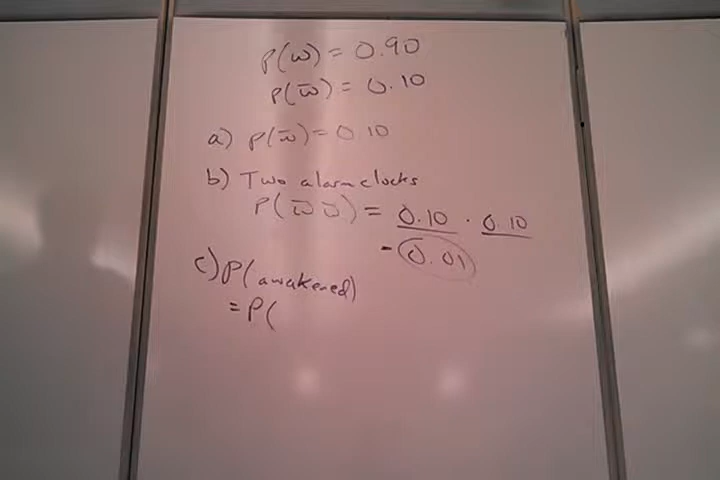 P(w) = 0.90
P(w̅) = 0.10
a) P(w̅) = 0.10
b) Two alarm clocks
P(w̅ w̅) = 0.10 · 0.10
= 0.01
c) P(awakened)
= P(